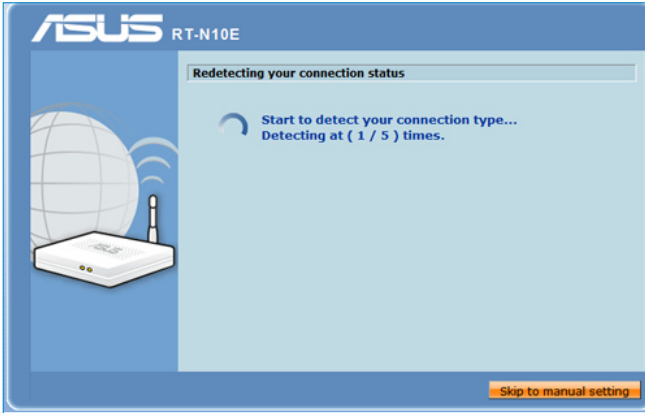 ASUS RT-N10E
Redetecting your connection status
Start to detect your connection type...
Detecting at ( 1 / 5 ) times.
ASUS
Skip to manual setting